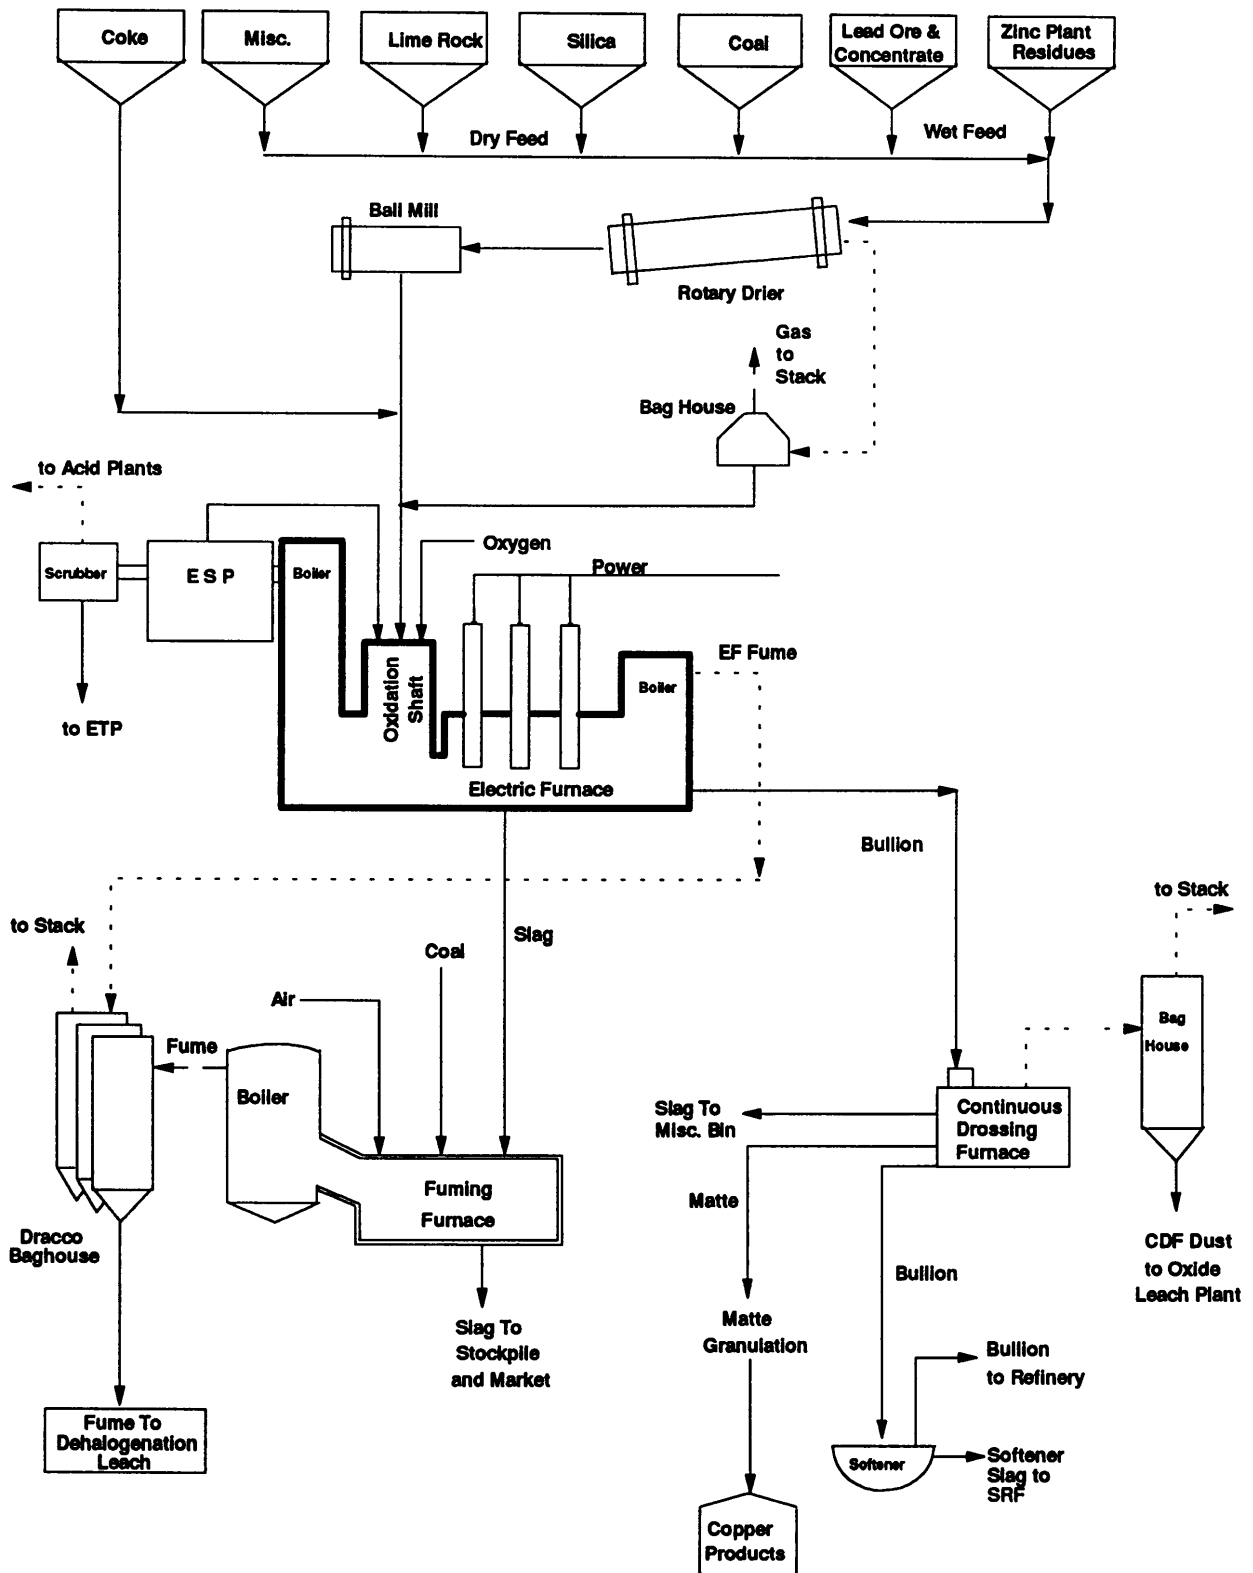 Coke
Misc.
Lime Rock
Silica
Coal
Lead Ore &
Concentrate
Zinc Plant
Residues
Dry Feed
Wet Feed
Ball Mill
Rotary Drier
Gas
to
Stack
Bag House
to Acid Plants
Scrubber
E S P
Boiler
Oxygen
Power
Oxidation
Shaft
EF Fume
Boiler
to ETP
Electric Furnace
Bullion
to Stack
to Stack
Slag
Coal
Air
Fume
Boiler
Bag
House
Slag To
Misc. Bin
Continuous
Drossing
Furnace
Fuming
Furnace
Matte
Dracco
Baghouse
CDF Dust
to Oxide
Leach Plant
Bullion
Slag To
Stockpile
and Market
Matte
Granulation
Bullion
to Refinery
Fume To
Dehalogenation
Leach
Softener
Softener
Slag to
SRF
Copper
Products